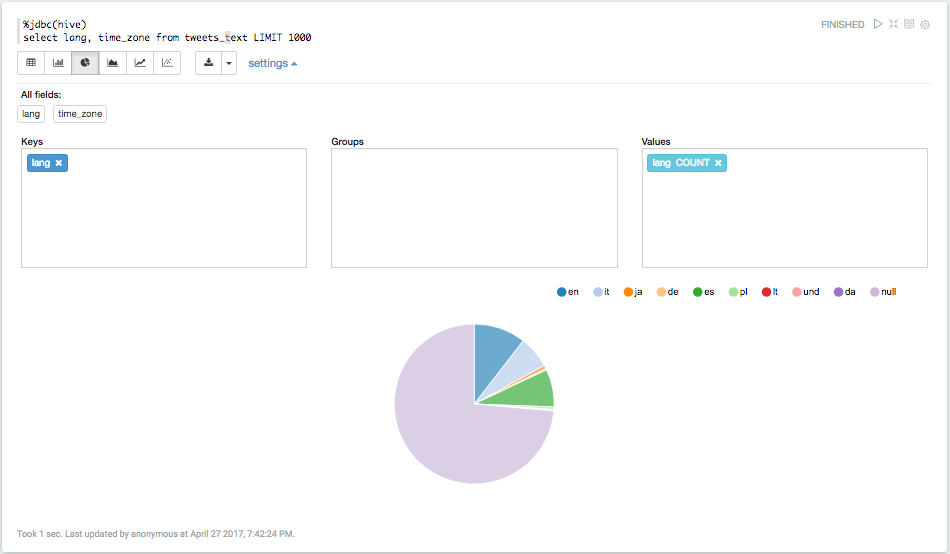 %jdbc(hive)
FINISHED
select lang, time_zone from tweets_text LIMIT 1000
settings
All fields:
lang time_zone
Keys Groups Values
lang lang COUNT
en it ja de es pl lt und da null
Took 1 sec. Last updated by anonymous at April 27 2017, 7:42:24 PM.